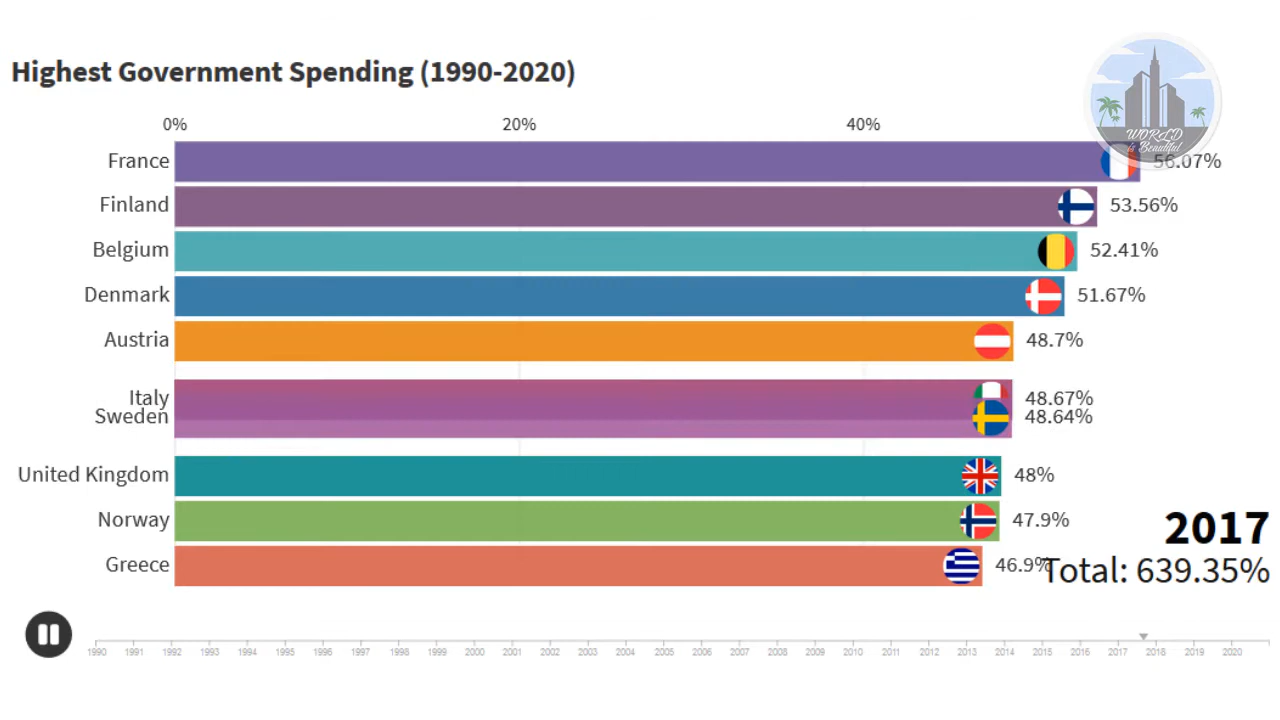 Highest Government Spending (1990-2020)
WORLD
is Beautiful
0% 20% 40%
France 56.07%
Finland 53.56%
Belgium 52.41%
Denmark 51.67%
Austria 48.7%
Italy 48.67%
Sweden 48.64%
United Kingdom 48%
Norway 47.9%
2017
Greece 46.9%
Total: 639.35%
1990 1991 1992 1993 1994 1995 1996 1997 1998 1999 2000 2001 2002 2003 2004 2005 2006 2007 2008 2009 2010 2011 2012 2013 2014 2015 2016 2017 2018 2019 2020